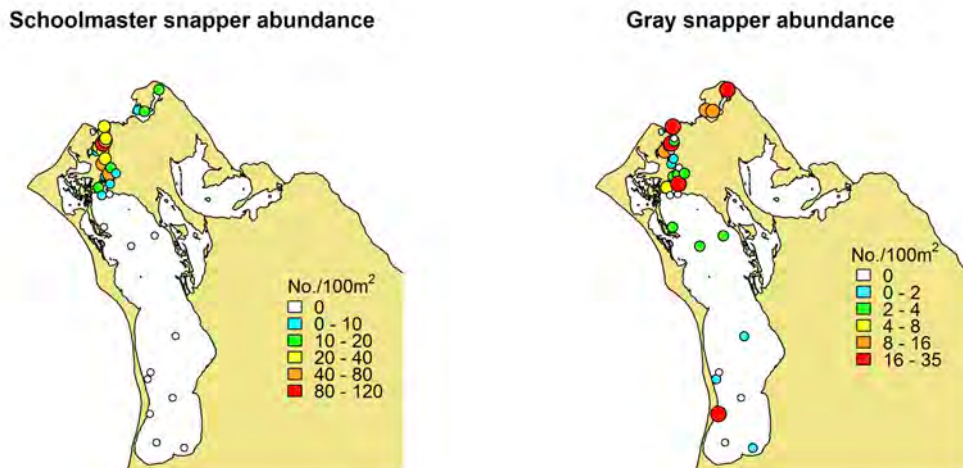 Schoolmaster snapper abundance
Gray snapper abundance
No./100m²
0
0 - 10
10 - 20
20 - 40
40 - 80
80 - 120
No./100m²
0
0 - 2
2 - 4
4 - 8
8 - 16
16 - 35